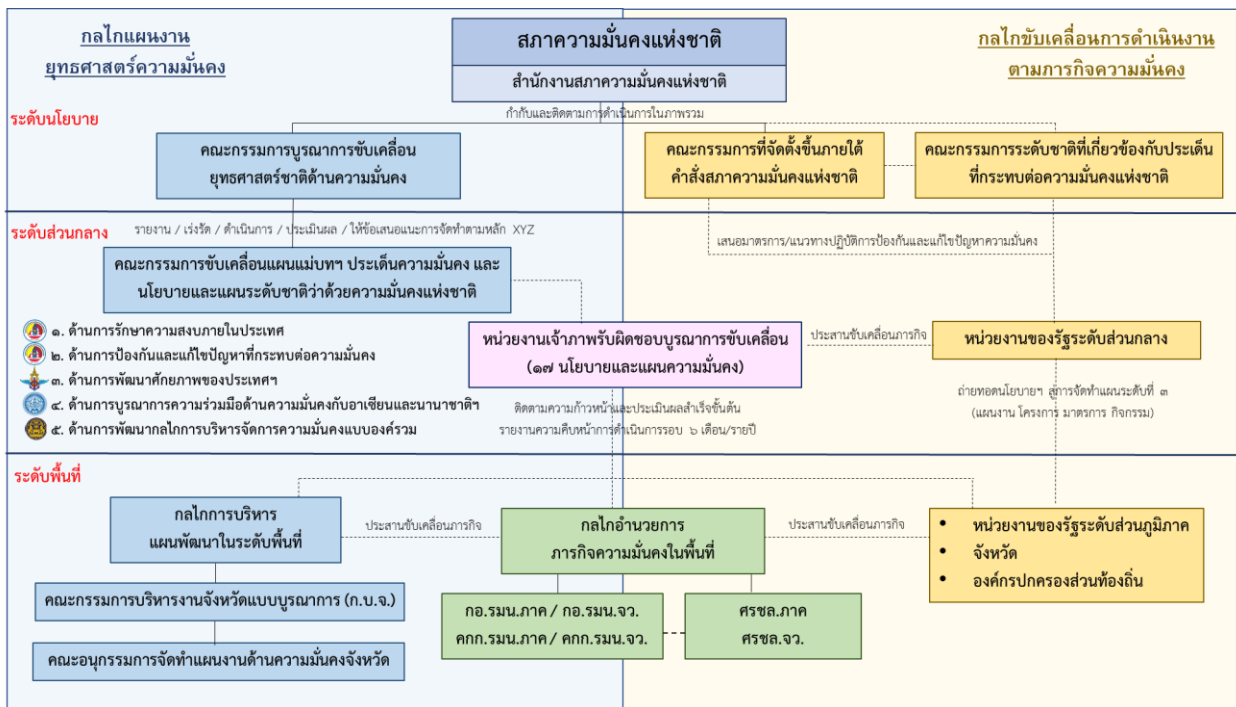 กลไกแผนงาน
ยุทธศาสตร์ความมั่นคง
สภาความมั่นคงแห่งชาติ
สำนักงานสภาความมั่นคงแห่งชาติ
กลไกขับเคลื่อนการดำเนินงาน
ตามภารกิจความมั่นคง
กำกับและติดตามการดำเนินการในภาพรวม
ระดับนโยบาย
คณะกรรมการบูรณาการขับเคลื่อน
ยุทธศาสตร์ชาติด้านความมั่นคง
คณะกรรมการที่จัดตั้งขึ้นภายใต้
คำสั่งสภาความมั่นคงแห่งชาติ
คณะกรรมการระดับชาติที่เกี่ยวข้องกับประเด็น
ที่กระทบต่อความมั่นคงแห่งชาติ
ระดับส่วนกลาง
รายงาน / เร่งรัด / ดำเนินการ / ประเมินผล / ให้ข้อเสนอแนะการจัดทำตามหลัก XYZ
เสนอมาตรการ/แนวทางปฏิบัติการป้องกันและแก้ไขปัญหาความมั่นคง
คณะกรรมการขับเคลื่อนแผนแม่บทฯ ประเด็นความมั่นคง และ
นโยบายและแผนระดับชาติว่าด้วยความมั่นคงแห่งชาติ
๑. ด้านการรักษาความสงบภายในประเทศ
๒. ด้านการป้องกันและแก้ไขปัญหาที่กระทบต่อความมั่นคง
๓. ด้านการพัฒนาศักยภาพของประเทศฯ
๔. ด้านการบูรณาการความร่วมมือด้านความมั่นคงกับอาเซียนและนานาชาติฯ
๕. ด้านการพัฒนากลไกการบริหารจัดการความมั่นคงแบบองค์รวม
หน่วยงานเจ้าภาพรับผิดชอบบูรณาการขับเคลื่อน
(๑๗ นโยบายและแผนความมั่นคง)
ประสานขับเคลื่อนภารกิจ
หน่วยงานของรัฐระดับส่วนกลาง
ติดตามความก้าวหน้าและประเมินผลสำเร็จขั้นต้น
รายงานความคืบหน้าการดำเนินการรอบ ๖ เดือน/รายปี
ถ่ายทอดนโยบายฯ สู่การจัดทำแผนระดับที่ ๓
(แผนงาน โครงการ มาตรการ กิจกรรม)
ระดับพื้นที่
กลไกการบริหาร
แผนพัฒนาในระดับพื้นที่
ประสานขับเคลื่อนภารกิจ
กลไกอำนวยการ
ภารกิจความมั่นคงในพื้นที่
ประสานขับเคลื่อนภารกิจ
• หน่วยงานของรัฐระดับส่วนภูมิภาค
• จังหวัด
• องค์กรปกครองส่วนท้องถิ่น
คณะกรรมการบริหารงานจังหวัดแบบบูรณาการ (ก.บ.จ.)
คณะอนุกรรมการจัดทำแผนงานด้านความมั่นคงจังหวัด
กอ.รมน.ภาค / กอ.รมน.จว.
คกก.รมน.ภาค / คกก.รมน.จว.
ศรชล.ภาค
ศรชล.จว.